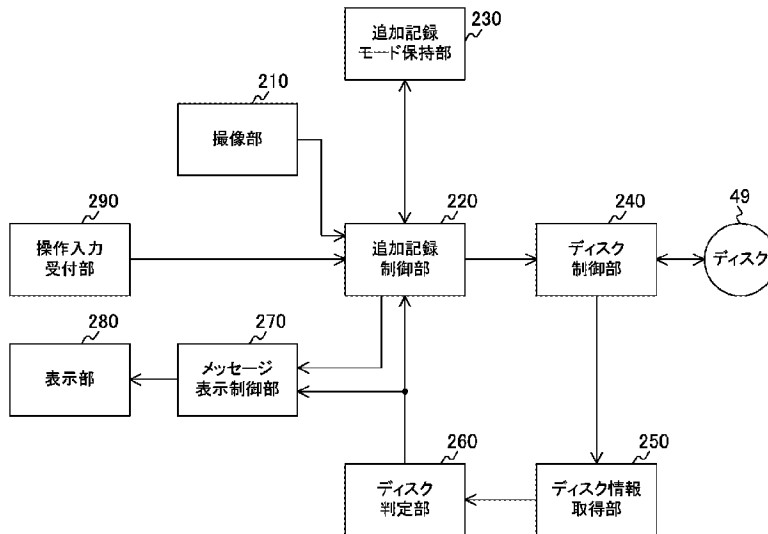 230
追加記録
モード保持部
210
撮像部
290
操作入力
受付部
220
追加記録
制御部
240
ディスク
制御部
49
ディスク
280
表示部
270
メッセージ
表示制御部
260
ディスク
判定部
250
ディスク情報
取得部